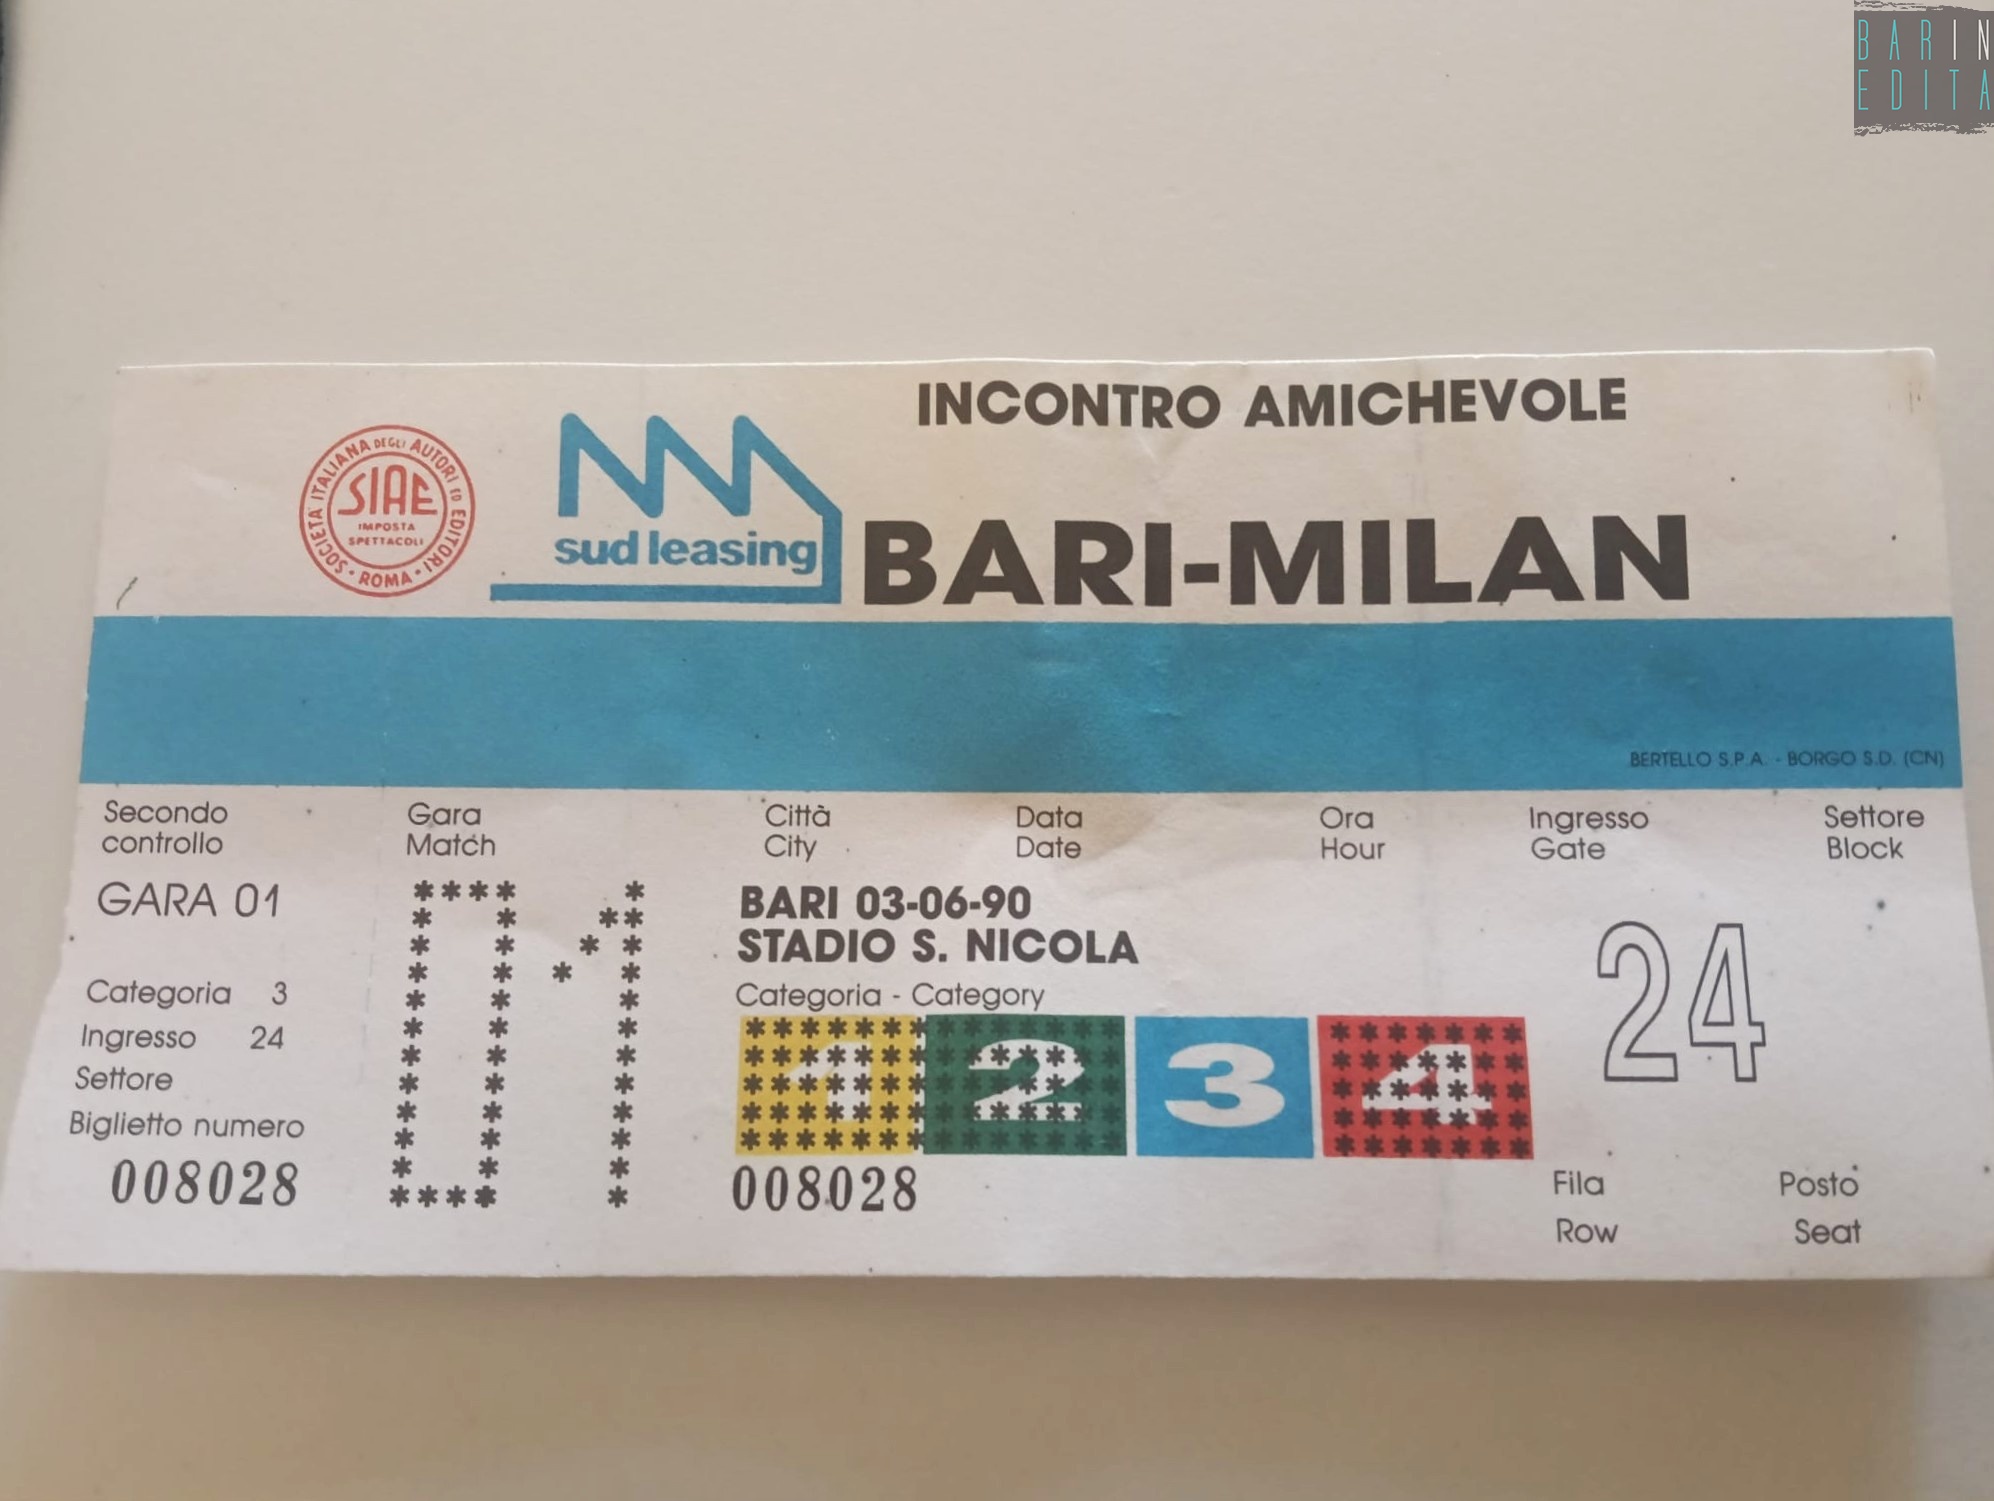 BARIN
EDITA
INCONTRO AMICHEVOLE
SOCIETA' ITALIANA DEGLI AUTORI ED EDITORI · ROMA ·
SIAE
IMPOSTA
SPETTACOLI
sud leasing
BARI-MILAN
BERTELLO S.P.A. - BORGO S.D. (CN)
Secondo
controllo
Gara
Match
Città
City
Data
Date
Ora
Hour
Ingresso
Gate
Settore
Block
GARA 01
Categoria 3
Ingresso 24
Settore
Biglietto numero
008028
01
BARI 03-06-90
STADIO S. NICOLA
Categoria - Category
1 2 3 4
008028
24
Fila
Row
Posto
Seat